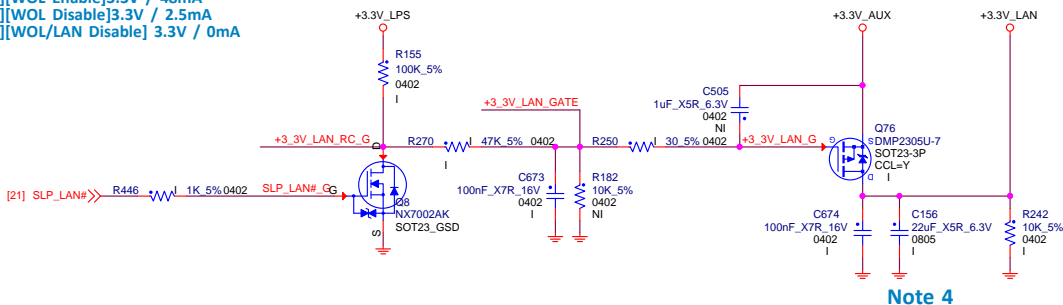 ][WOL Enable]3.3V / 48mA
][WOL Disable]3.3V / 2.5mA
][WOL/LAN Disable] 3.3V / 0mA
+3.3V_LPS
+3.3V_AUX
+3.3V_LAN
R155
100K_5%
0402
I
C505
1uF_X5R_6.3V
0402
NI
+3_3V_LAN_GATE
Q76
DMP2305U-7
SOT23-3P
CCL=Y
I
S
G
D
+3_3V_LAN_RC_G
D
R270
I
47K_5%
0402
I
R250
I
30_5%
0402
+3_3V_LAN_G
[21] SLP_LAN#
R446
I
1K_5%
0402
SLP_LAN#_G
G
Q8
NX7002AK
SOT23_GSD
S
C673
100nF_X7R_16V
0402
I
R182
10K_5%
0402
NI
C674
100nF_X7R_16V
0402
I
C156
22uF_X5R_6.3V
0805
I
R242
10K_5%
0402
I
Note 4